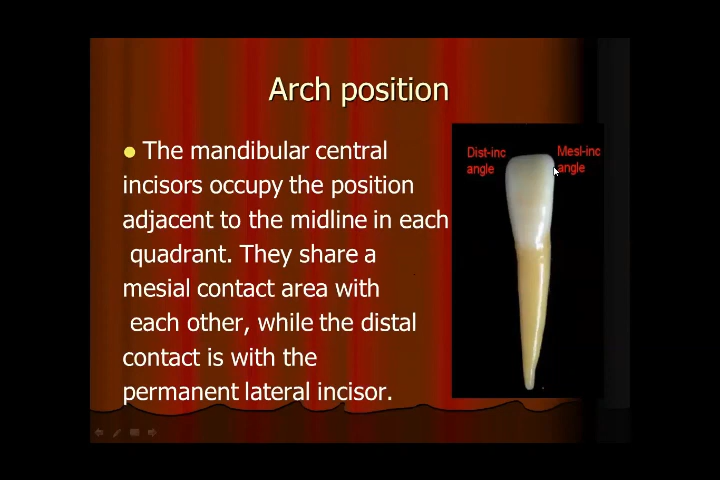 Arch position
The mandibular central
incisors occupy the position
adjacent to the midline in each
quadrant. They share a
mesial contact area with
each other, while the distal
contact is with the
permanent lateral incisor.
Dist-inc
angle
Mesl-inc
angle